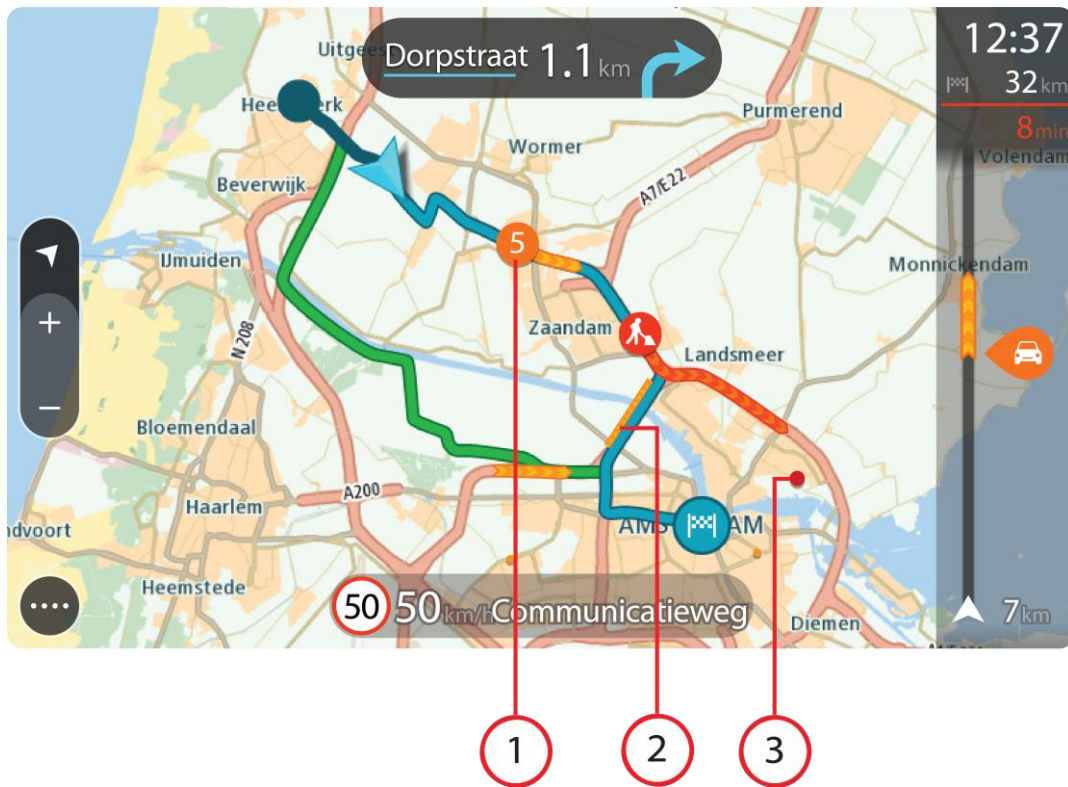 Dorpstraat 1.1 km
12:37
32 km
8 min
Uitgees
Hee erk
Purmerend
Wormer
A7/E22
Volendam
Beverwijk
5
IJmuiden
Monnickendam
+
N208
Zaandam
Landsmeer
−
Bloemendaal
A200
Haarlem
ndvoort
AMS AM
Heemstede
50 50 km/h Communicatieweg
Diemen
7 km
1 2 3